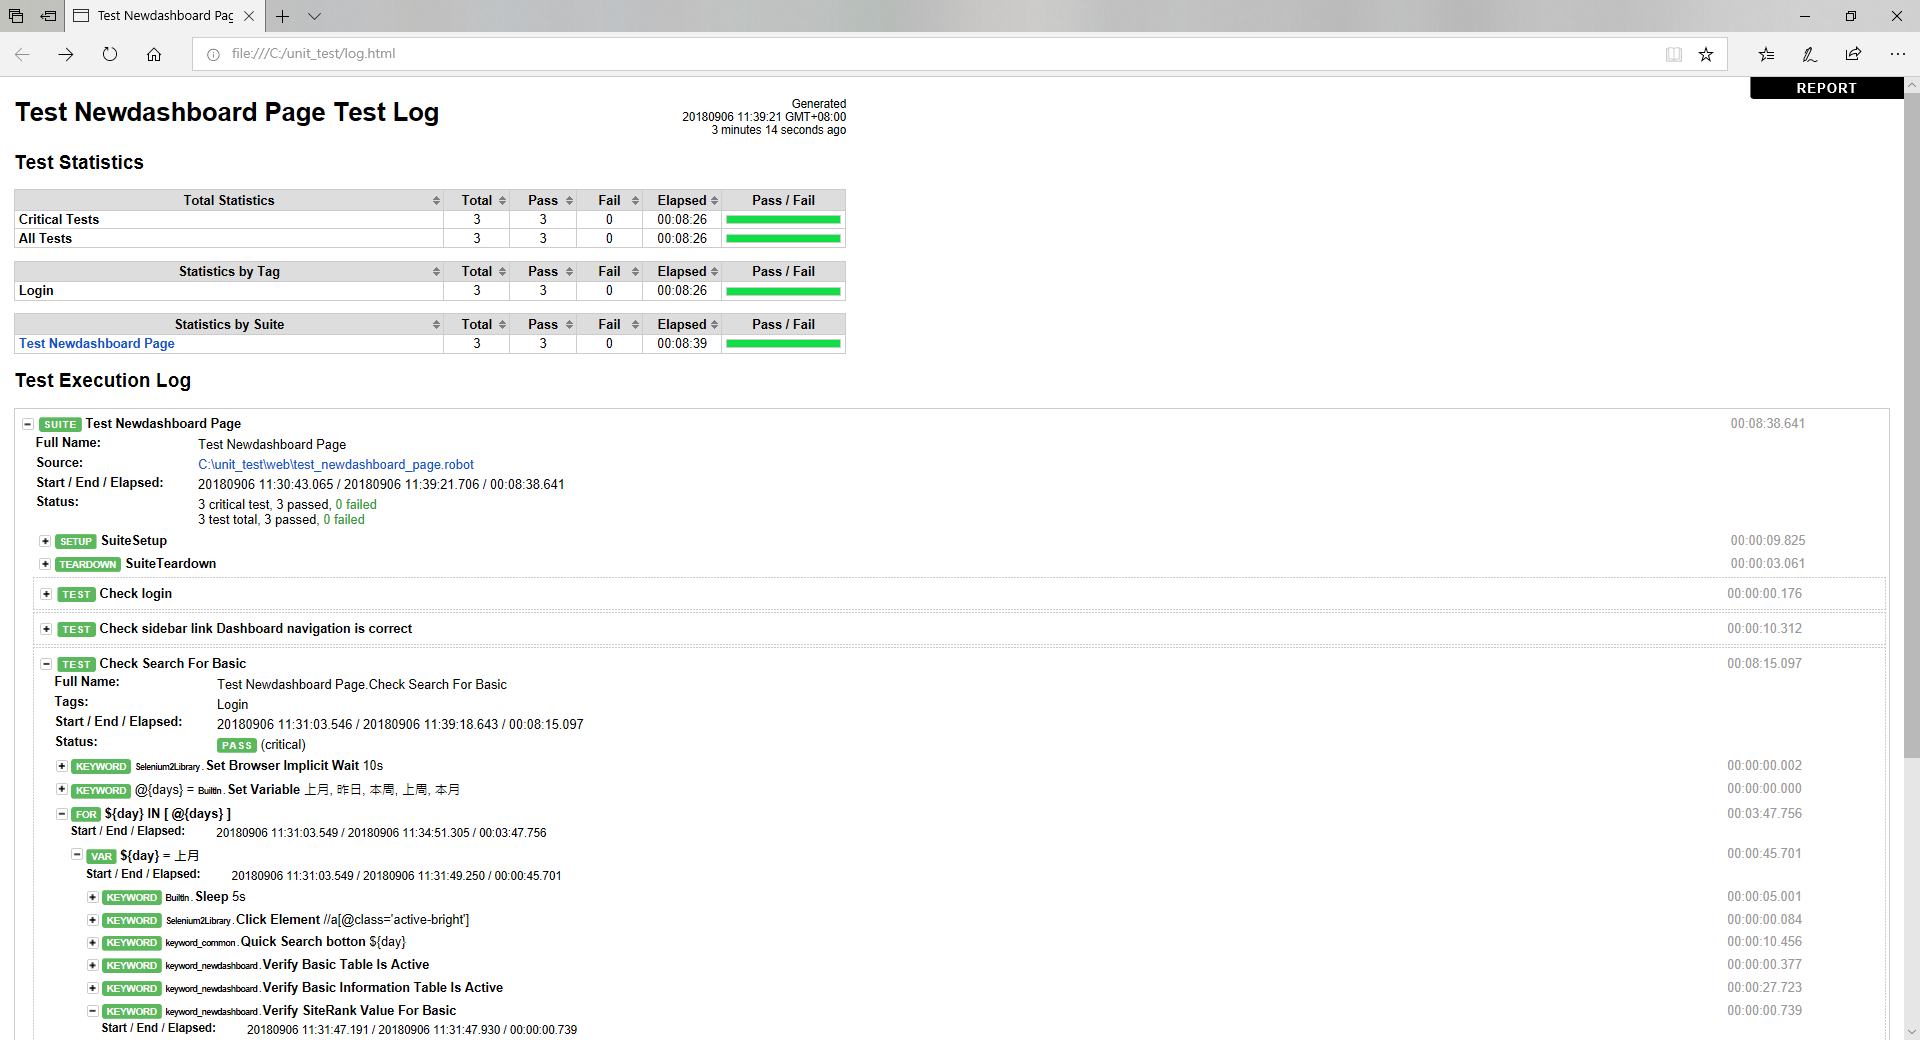 Test Newdashboard Pag
file:///C:/unit_test/log.html
REPORT
Test Newdashboard Page Test Log
Generated
20180906 11:39:21 GMT+08:00
3 minutes 14 seconds ago
Test Statistics
Total Statistics Total Pass Fail Elapsed Pass / Fail
Critical Tests 3 3 0 00:08:26
All Tests 3 3 0 00:08:26
Statistics by Tag Total Pass Fail Elapsed Pass / Fail
Login 3 3 0 00:08:26
Statistics by Suite Total Pass Fail Elapsed Pass / Fail
Test Newdashboard Page 3 3 0 00:08:39
Test Execution Log
SUITE Test Newdashboard Page 00:08:38.641
Full Name: Test Newdashboard Page
Source: C:\unit_test\web\test_newdashboard_page.robot
Start / End / Elapsed: 20180906 11:30:43.065 / 20180906 11:39:21.706 / 00:08:38.641
Status: 3 critical test, 3 passed, 0 failed
3 test total, 3 passed, 0 failed
SETUP SuiteSetup 00:00:09.825
TEARDOWN SuiteTeardown 00:00:03.061
TEST Check login 00:00:00.176
TEST Check sidebar link Dashboard navigation is correct 00:00:10.312
TEST Check Search For Basic 00:08:15.097
Full Name: Test Newdashboard Page.Check Search For Basic
Tags: Login
Start / End / Elapsed: 20180906 11:31:03.546 / 20180906 11:39:18.643 / 00:08:15.097
Status: PASS (critical)
KEYWORD Selenium2Library. Set Browser Implicit Wait 10s 00:00:00.002
KEYWORD @{days} = BuiltIn. Set Variable 上月, 昨日, 本周, 上周, 本月 00:00:00.000
FOR ${day} IN [ @{days} ] 00:03:47.756
Start / End / Elapsed: 20180906 11:31:03.549 / 20180906 11:34:51.305 / 00:03:47.756
VAR ${day} = 上月 00:00:45.701
Start / End / Elapsed: 20180906 11:31:03.549 / 20180906 11:31:49.250 / 00:00:45.701
KEYWORD BuiltIn. Sleep 5s 00:00:05.001
KEYWORD Selenium2Library. Click Element //a[@class='active-bright'] 00:00:00.084
KEYWORD keyword_common. Quick Search botton ${day} 00:00:10.456
KEYWORD keyword_newdashboard. Verify Basic Table Is Active 00:00:00.377
KEYWORD keyword_newdashboard. Verify Basic Information Table Is Active 00:00:27.723
KEYWORD keyword_newdashboard. Verify SiteRank Value For Basic 00:00:00.739
Start / End / Elapsed: 20180906 11:31:47.191 / 20180906 11:31:47.930 / 00:00:00.739